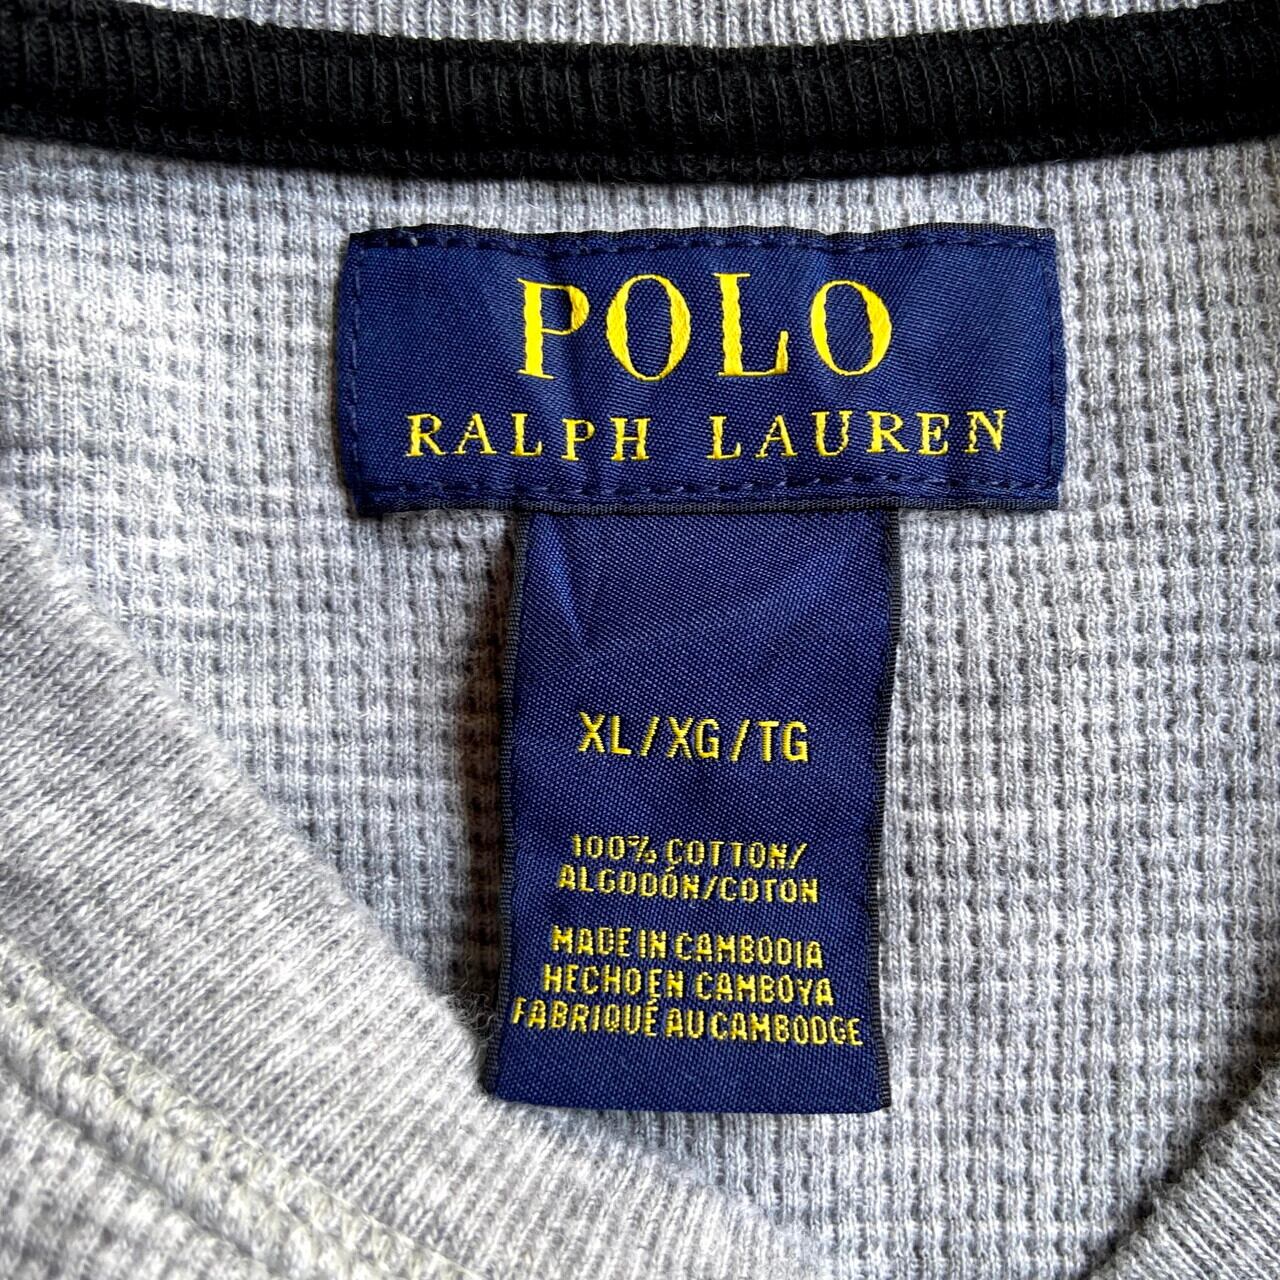 POLO
RALPH LAUREN
XL/XG/TG
100% COTTON/
ALGODÓN/COTON
MADE IN CAMBODIA
HECHO EN CAMBOYA
FABRIQUÉ AU CAMBODGE